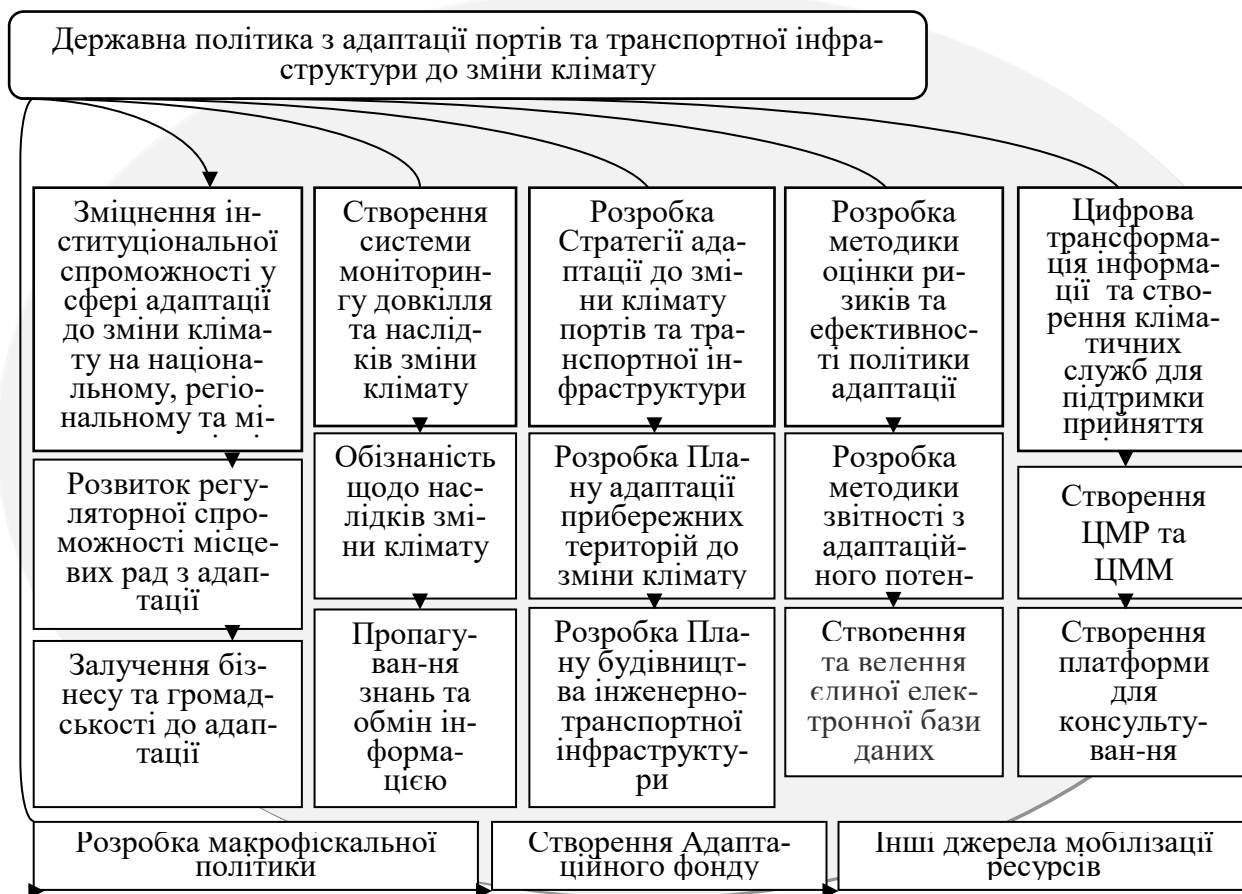 Державна політика з адаптації портів та транспортної інфра-
структури до зміни клімату
Зміцнення ін-
ституціональної
спроможності у
сфері адаптації
до зміни кліма-
ту на націона-
льному, регіо-
нальному та мі-
Розвиток регу-
ляторної спро-
можності місце-
вих рад з адап-
тації
Залучення біз-
несу та громад-
ськості до адап-
тації
Створення
системи
моніторин-
гу довкілля
та наслід-
ків зміни
клімату
Обізнаність
щодо нас-
лідків змі-
ни клімату
Пропагу-
ван-ня
знань та
обмін ін-
форма-
цією
Розробка
Стратегії ада-
птації до змі-
ни клімату
портів та тра-
нспортної ін-
фраструктури
Розробка Пла-
ну адаптації
прибережних
територій до
зміни клімату
Розробка Пла-
ну будівницт-
ва інженерно-
транспортної
інфраструкту-
ри
Розробка
методики
оцінки ри-
зиків та
ефективнос-
ті політики
адаптації
Розробка
методики
звітності з
адаптацій-
ного потен-
Створення
та ведення
єдиної елек-
тронної бази
даних
Цифрова
трансформа-
ція інформа-
ції та ство-
рення кліма-
тичних
служб для
підтримки
прийняття
Створення
ЦМР та
ЦММ
Створення
платформи
для
консульту-
ван-ня
Розробка макрофіскальної
політики
Створення Адапта-
ційного фонду
Інші джерела мобілізації
ресурсів